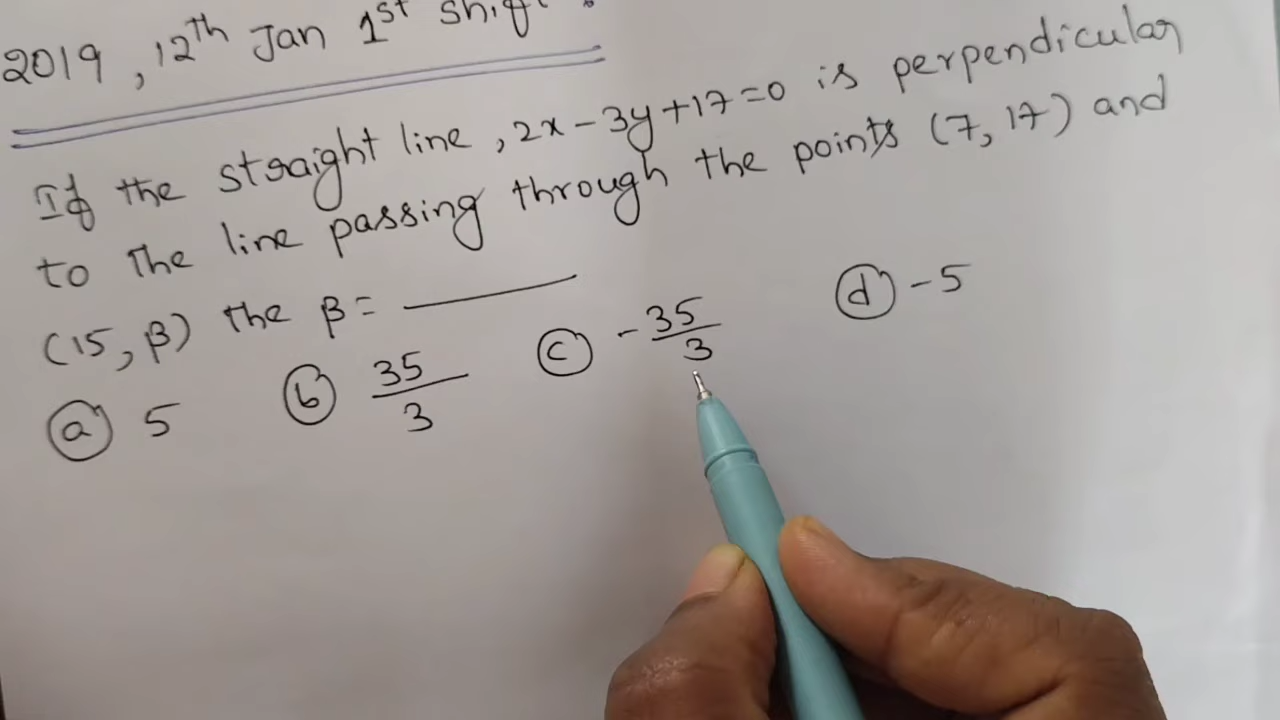 2019, 12th Jan 1st Shift.
If the straight line, 2x - 3y + 17 = 0 is perpendicular
to the line passing through the points (7, 17) and
(15, β) the β = ______
(a) 5 (b) 35/3 (c) -35/3 (d) -5